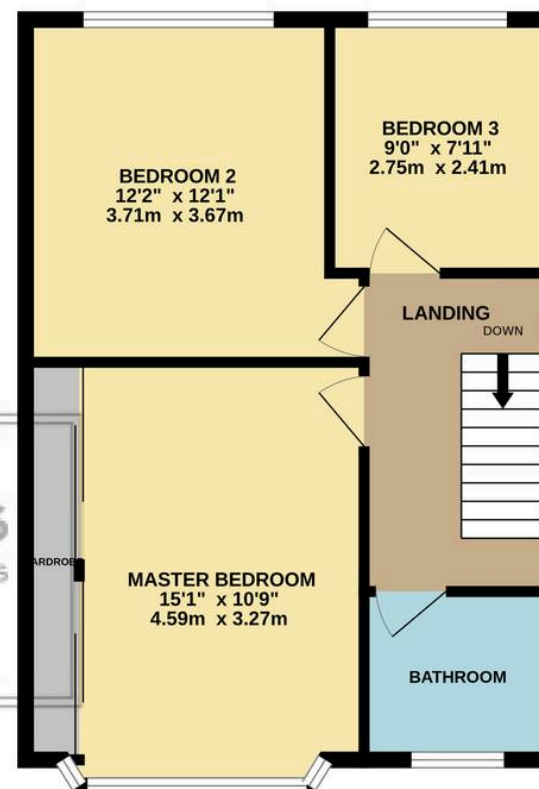 BEDROOM 2
12'2" x 12'1"
3.71m x 3.67m
BEDROOM 3
9'0" x 7'11"
2.75m x 2.41m
LANDING
DOWN
ARDROBE
MASTER BEDROOM
15'1" x 10'9"
4.59m x 3.27m
BATHROOM